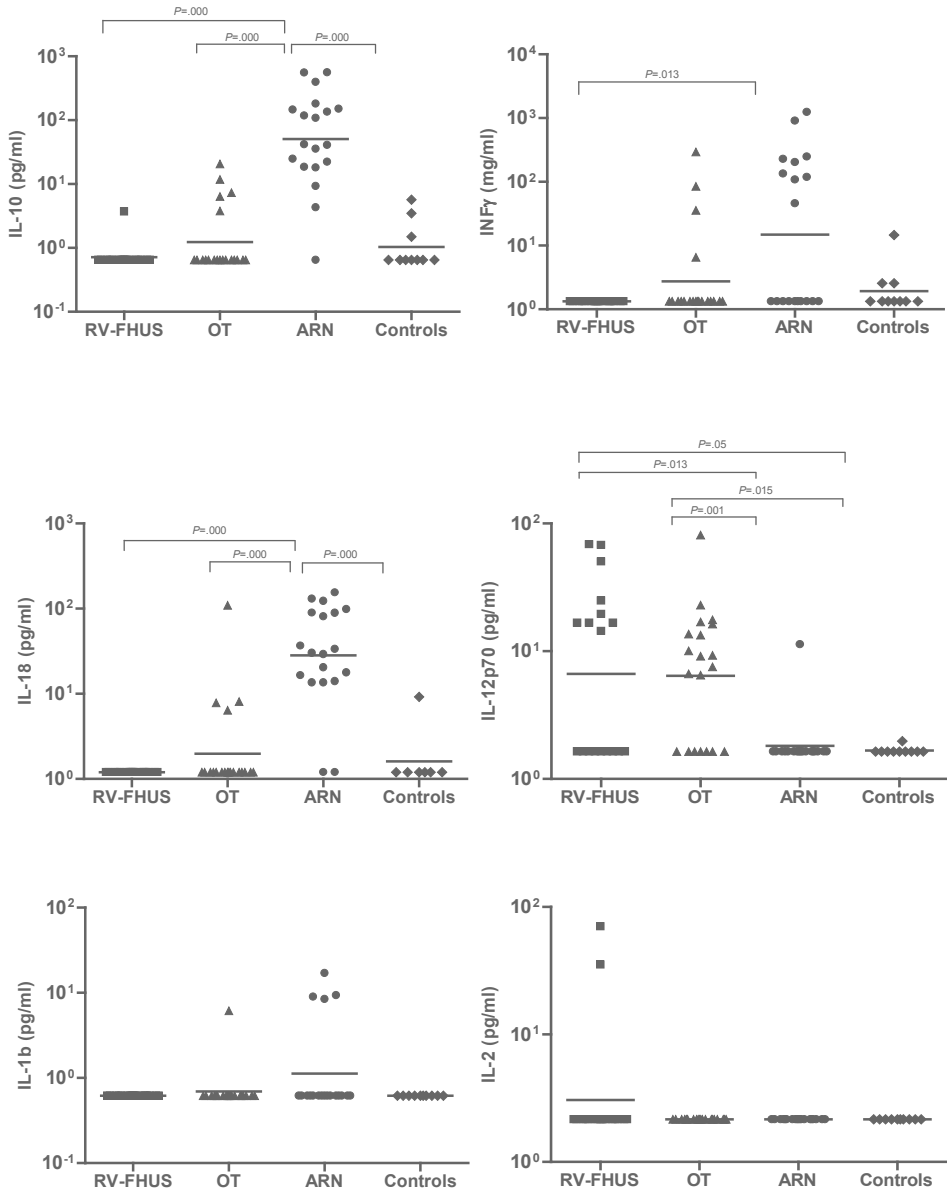 P=.000
P=.000 P=.000
IL-10 (pg/ml)
10³
10²
10¹
10⁰
10⁻¹
RV-FHUS OT ARN Controls
P=.013
INFγ (mg/ml)
10⁴
10³
10²
10¹
10⁰
RV-FHUS OT ARN Controls
P=.000
P=.000 P=.000
IL-18 (pg/ml)
10³
10²
10¹
10⁰
RV-FHUS OT ARN Controls
P=.05
P=.013
P=.015
P=.001
IL-12p70 (pg/ml)
10²
10¹
10⁰
RV-FHUS OT ARN Controls
IL-1b (pg/ml)
10²
10¹
10⁰
10⁻¹
RV-FHUS OT ARN Controls
IL-2 (pg/ml)
10²
10¹
10⁰
RV-FHUS OT ARN Controls